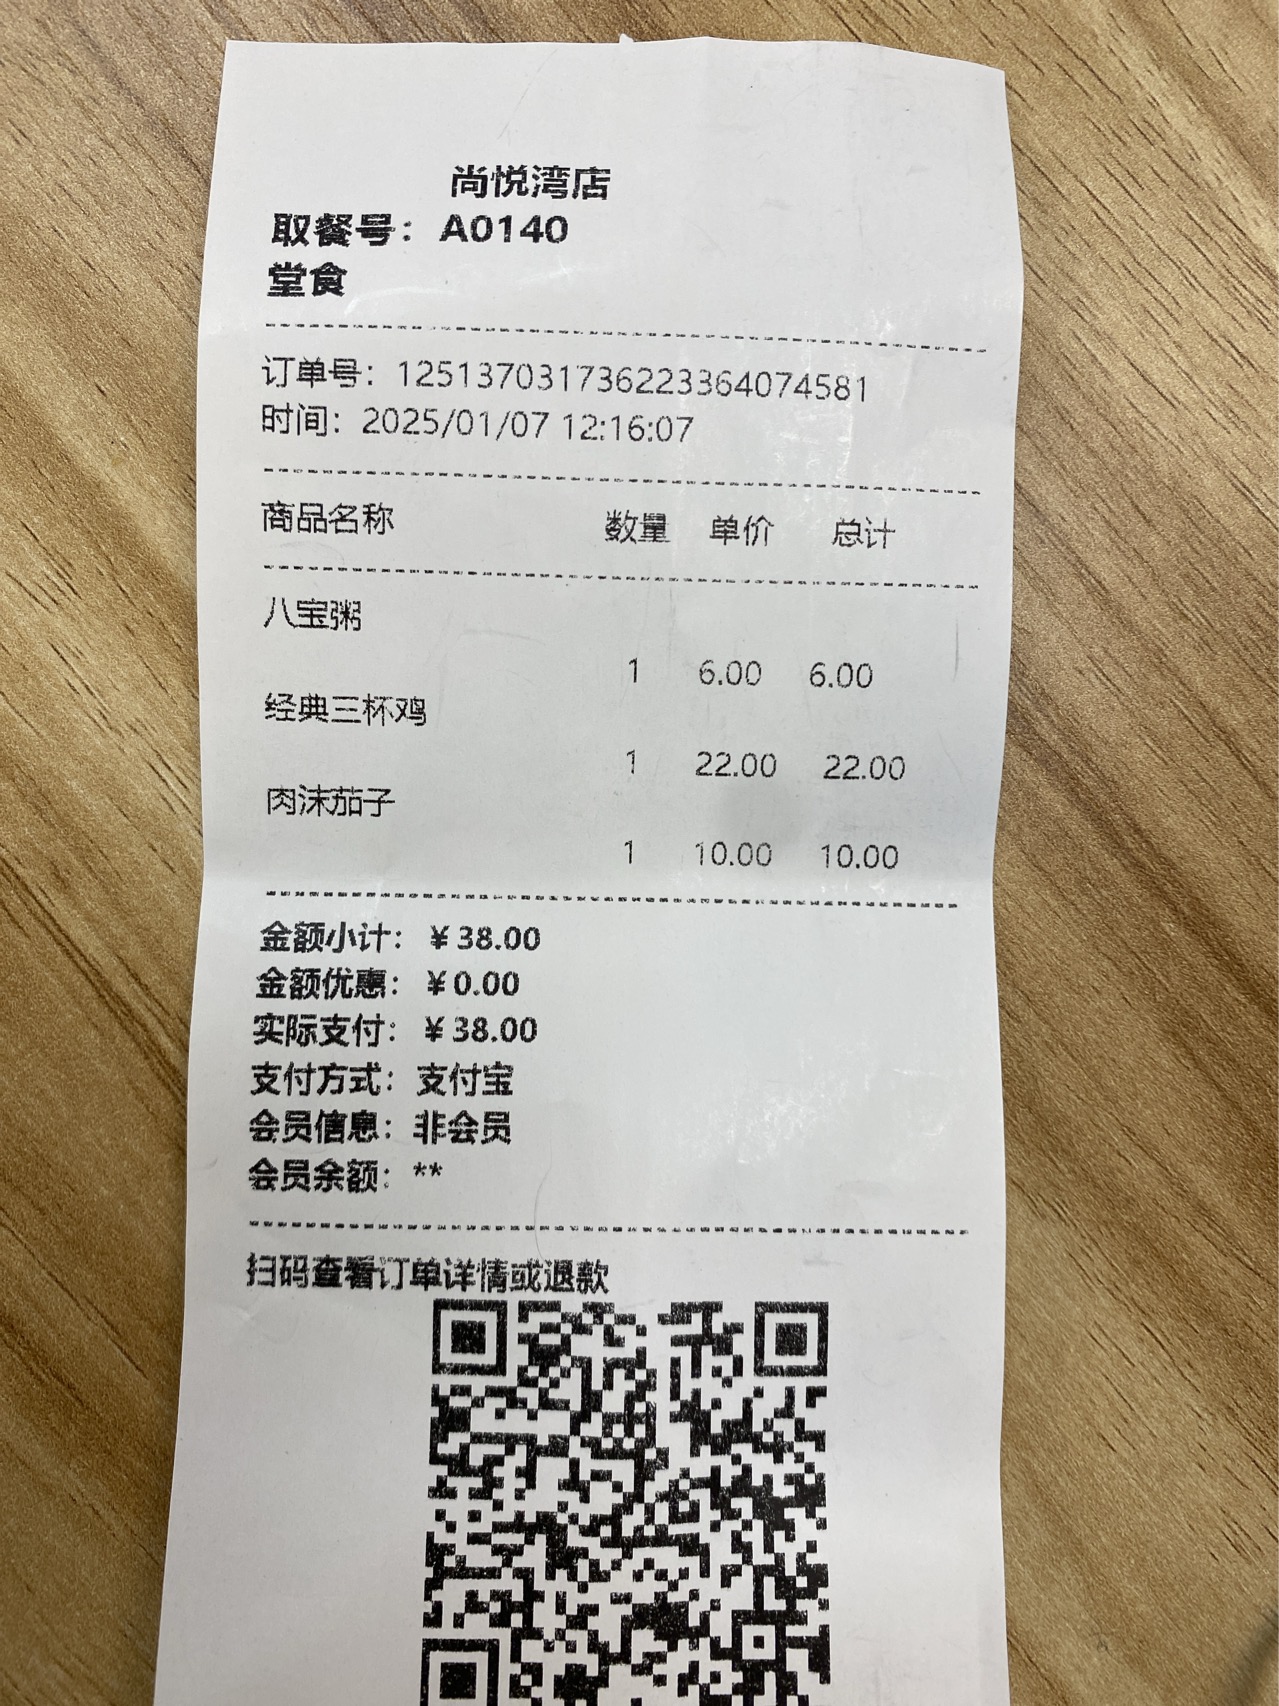 尚悦湾店
取餐号：A0140
堂食
订单号：125137031736223364074581
时间：2025/01/07 12:16:07
商品名称 数量 单价 总计
八宝粥
1 6.00 6.00
经典三杯鸡
1 22.00 22.00
肉沫茄子
1 10.00 10.00
金额小计：￥38.00
金额优惠：￥0.00
实际支付：￥38.00
支付方式：支付宝
会员信息：非会员
会员余额：**
扫码查看订单详情或退款